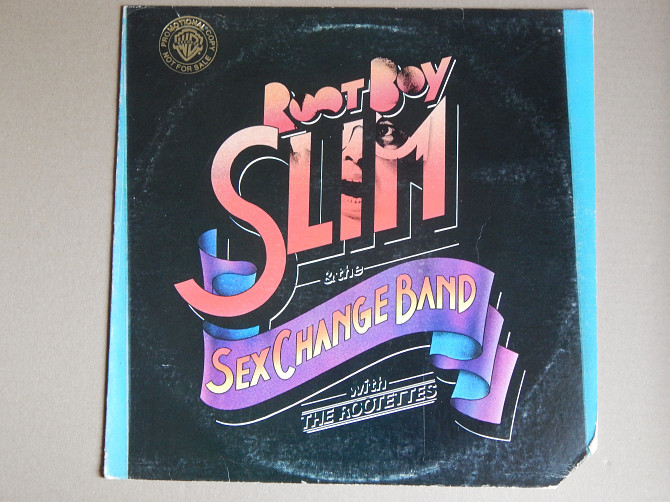 PROMOTIONAL COPY
NOT FOR SALE
ROOT BOY
SLIM
& the
SEX CHANGE BAND
with
THE ROOTETTES